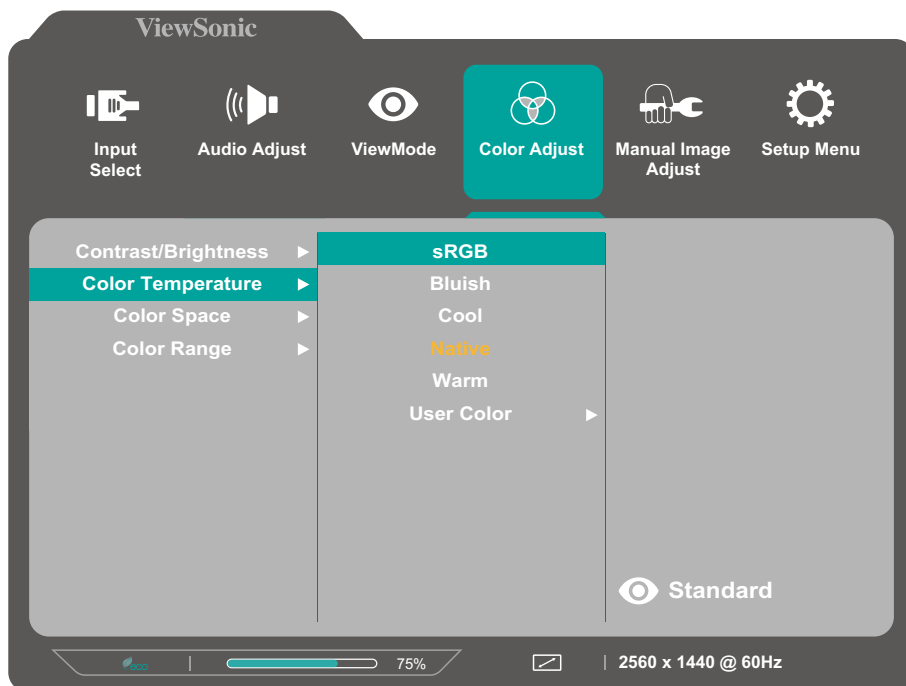 ViewSonic
Input
Select
Audio Adjust
ViewMode
Color Adjust
Manual Image
Adjust
Setup Menu
Contrast/Brightness
Color Temperature
Color Space
Color Range
sRGB
Bluish
Cool
Native
Warm
User Color
Standard
eco
75%
2560 x 1440 @ 60Hz